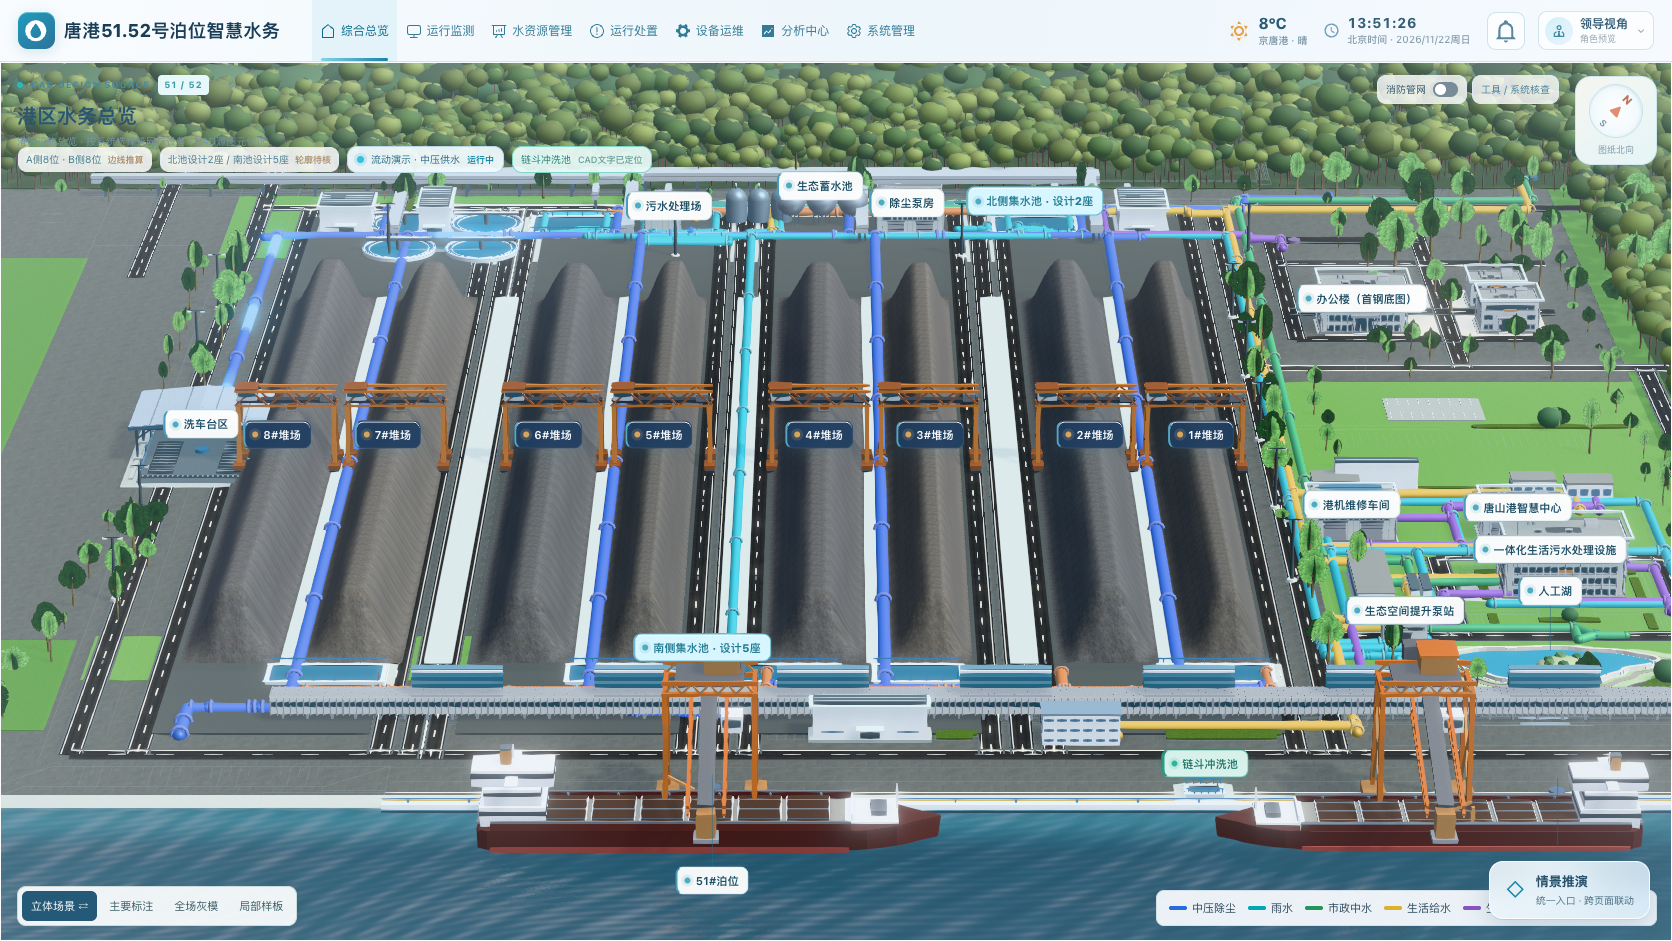 唐港51.52号泊位智慧水务
综合总览
运行监测
水资源管理
运行处置
设备运维
分析中心
系统管理
8°C
京唐港 · 晴
13:51:26
北京时间 · 2026/11/22周日
领导视角
角色预览
51 / 52
港区水务总览
A侧8位 · B侧8位 边线推算
北池设计2座 / 南池设计5座 轮廓待核
流动演示 · 中压供水 运行中
链斗冲洗池 CAD文字已定位
消防管网
工具 / 系统核查
N
S
图纸北向
污水处理场
生态蓄水池
除尘泵房
北侧集水池 · 设计2座
办公楼（首钢底图）
洗车台区
8#堆场
7#堆场
6#堆场
5#堆场
4#堆场
3#堆场
2#堆场
1#堆场
港机维修车间
唐山港智慧中心
一体化生活污水处理设施
人工湖
生态空间提升泵站
南侧集水池 · 设计5座
链斗冲洗池
51#泊位
立体场景
主要标注
全场灰模
局部样板
中压除尘
雨水
市政中水
生活给水
情景推演
统一入口 · 跨页面联动